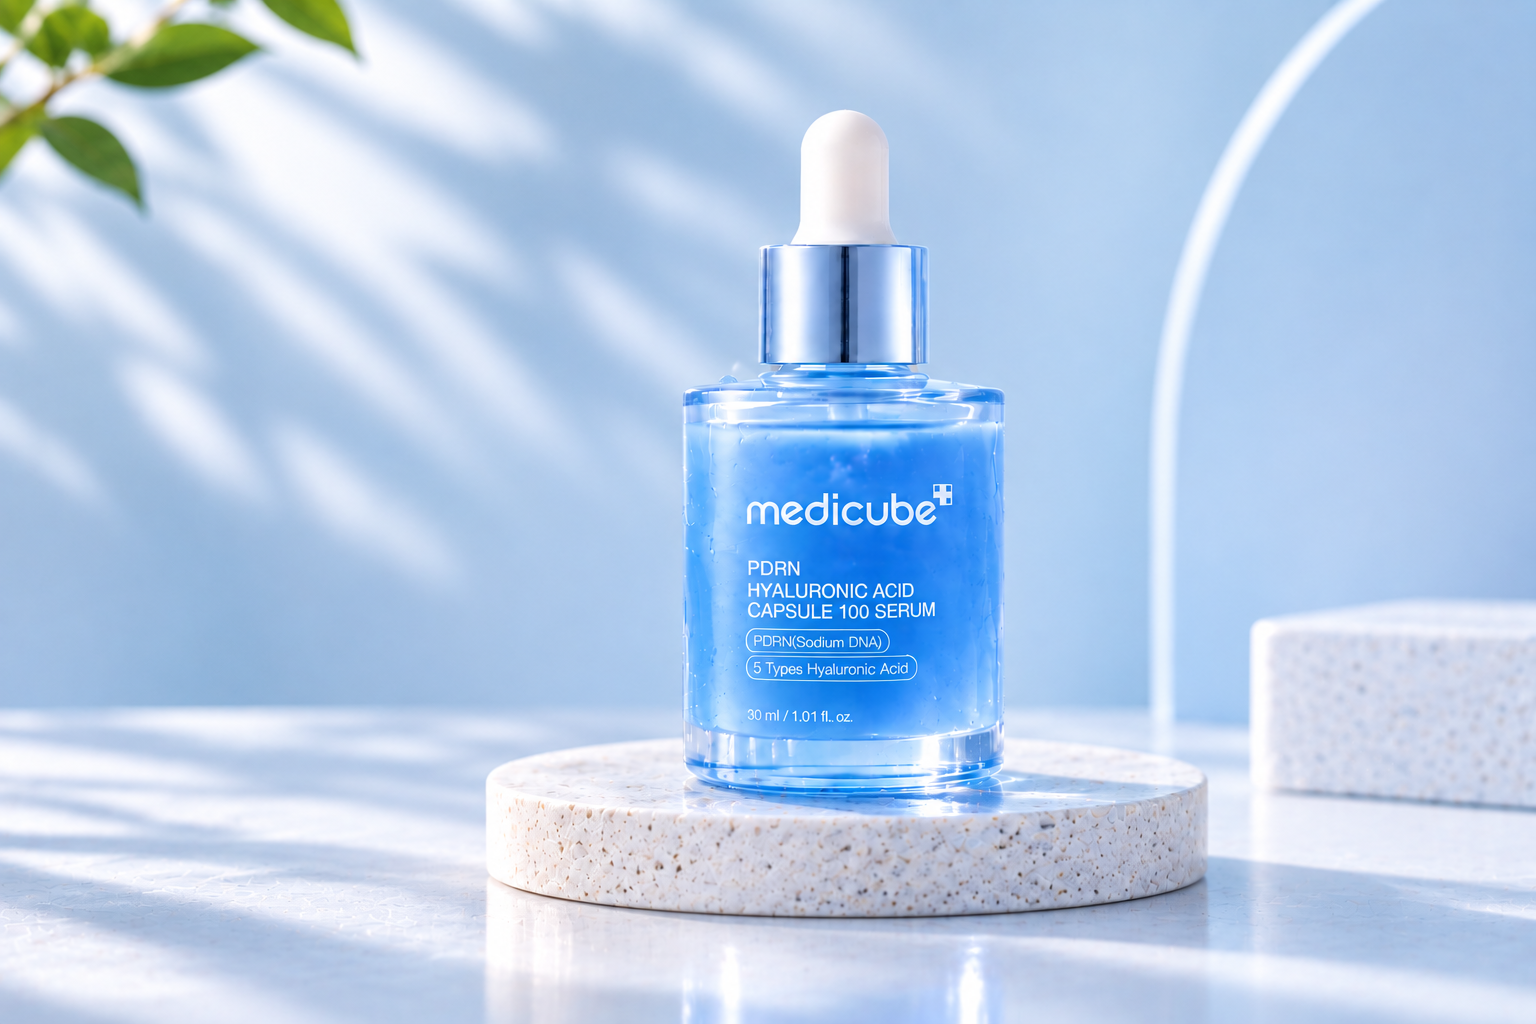 medicube
PDRN
HYALURONIC ACID
CAPSULE 100 SERUM
PDRN(Sodium DNA)
5 Types Hyaluronic Acid
30 ml / 1.01 fl. oz.